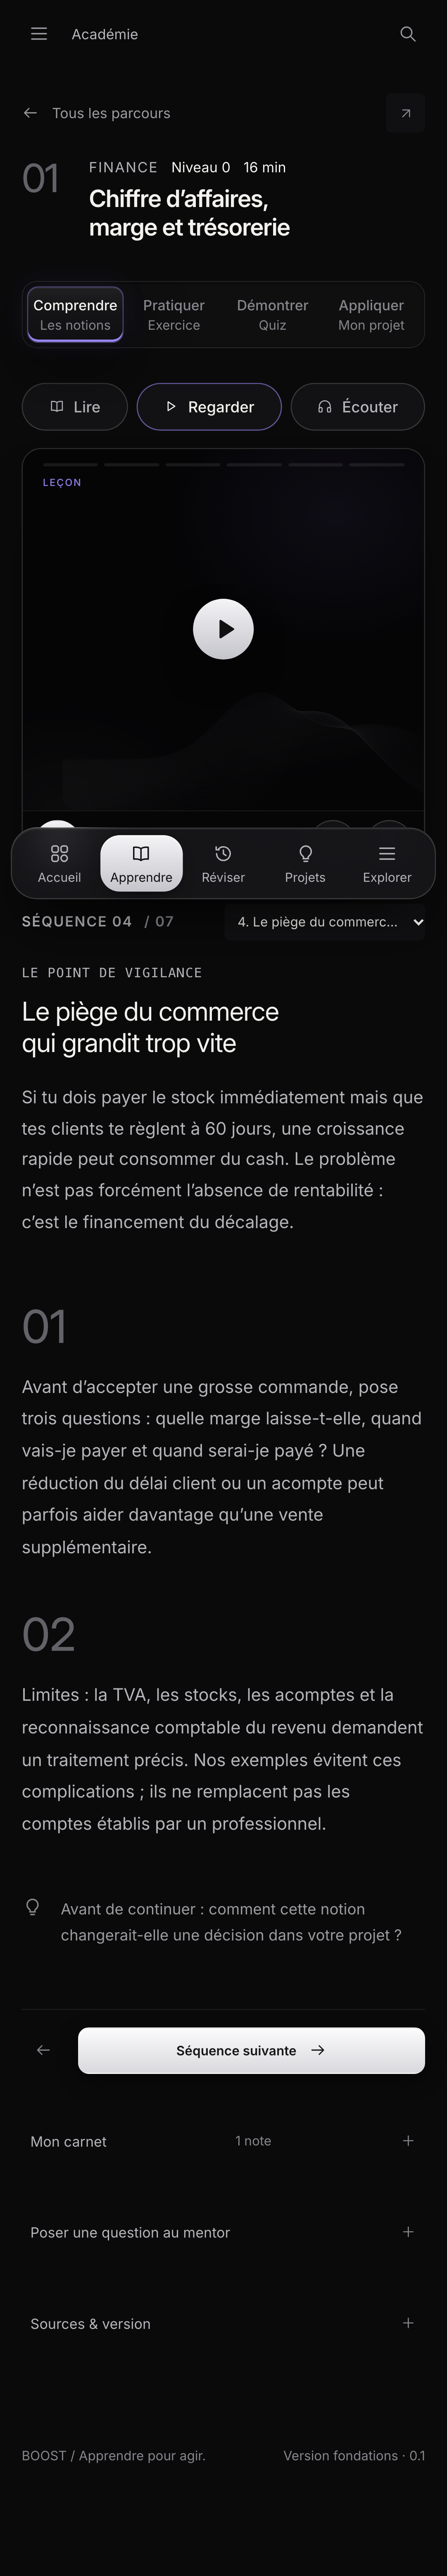 Académie
Tous les parcours
01
FINANCE Niveau 0 16 min
Chiffre d’affaires,
marge et trésorerie
Comprendre
Les notions
Pratiquer
Exercice
Démontrer
Quiz
Appliquer
Mon projet
Lire
Regarder
Écouter
LEÇON
Accueil
Apprendre
Réviser
Projets
Explorer
SÉQUENCE 04 / 07
4. Le piège du commerc...
LE POINT DE VIGILANCE
Le piège du commerce
qui grandit trop vite
Si tu dois payer le stock immédiatement mais que
tes clients te règlent à 60 jours, une croissance
rapide peut consommer du cash. Le problème
n’est pas forcément l’absence de rentabilité :
c’est le financement du décalage.
01
Avant d’accepter une grosse commande, pose
trois questions : quelle marge laisse-t-elle, quand
vais-je payer et quand serai-je payé ? Une
réduction du délai client ou un acompte peut
parfois aider davantage qu’une vente
supplémentaire.
02
Limites : la TVA, les stocks, les acomptes et la
reconnaissance comptable du revenu demandent
un traitement précis. Nos exemples évitent ces
complications ; ils ne remplacent pas les
comptes établis par un professionnel.
Avant de continuer : comment cette notion
changerait-elle une décision dans votre projet ?
Séquence suivante
Mon carnet
1 note
Poser une question au mentor
Sources & version
BOOST / Apprendre pour agir.
Version fondations · 0.1